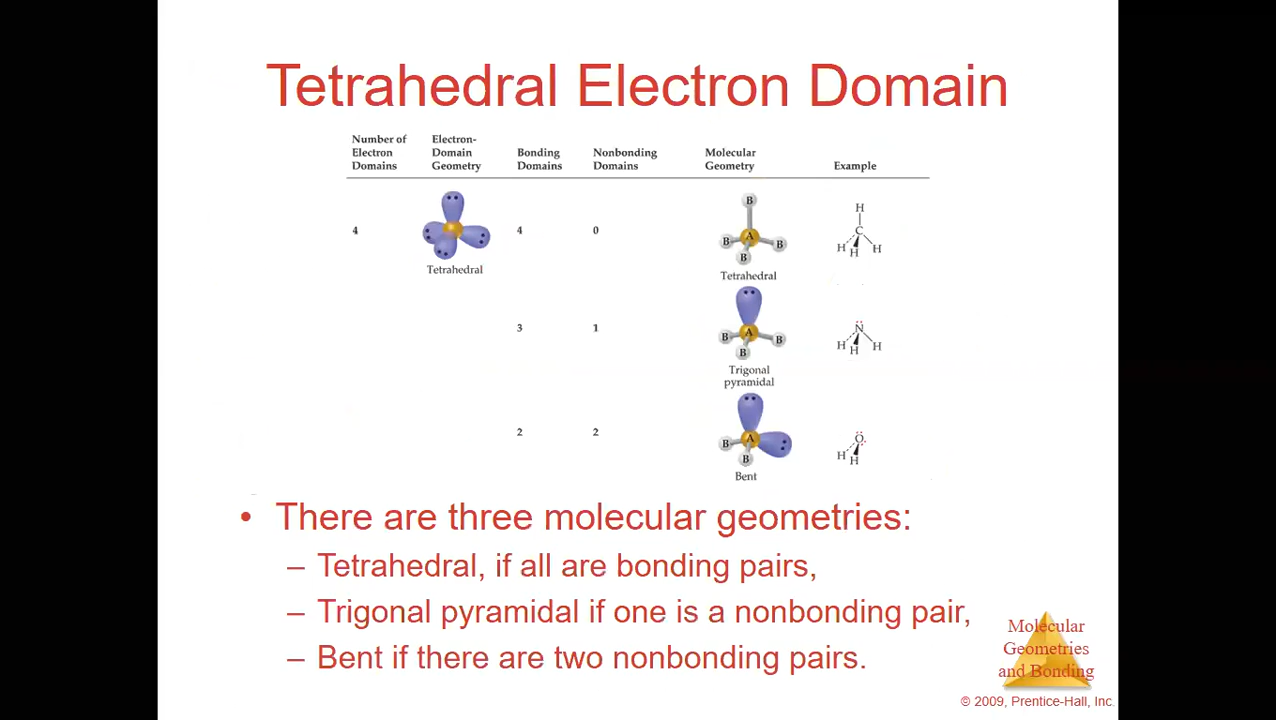 Tetrahedral Electron Domain
Number of Electron Domains
Electron-Domain Geometry
Bonding Domains
Nonbonding Domains
Molecular Geometry
Example
4
Tetrahedral
4
0
B
A
B
B
B
Tetrahedral
H
C
H
H
H
3
1
A
B
B
B
Trigonal
pyramidal
N
H
H
H
2
2
B
A
B
Bent
O
H
H
• There are three molecular geometries:
– Tetrahedral, if all are bonding pairs,
– Trigonal pyramidal if one is a nonbonding pair,
– Bent if there are two nonbonding pairs.
Molecular
Geometries
and Bonding
© 2009, Prentice-Hall, Inc.